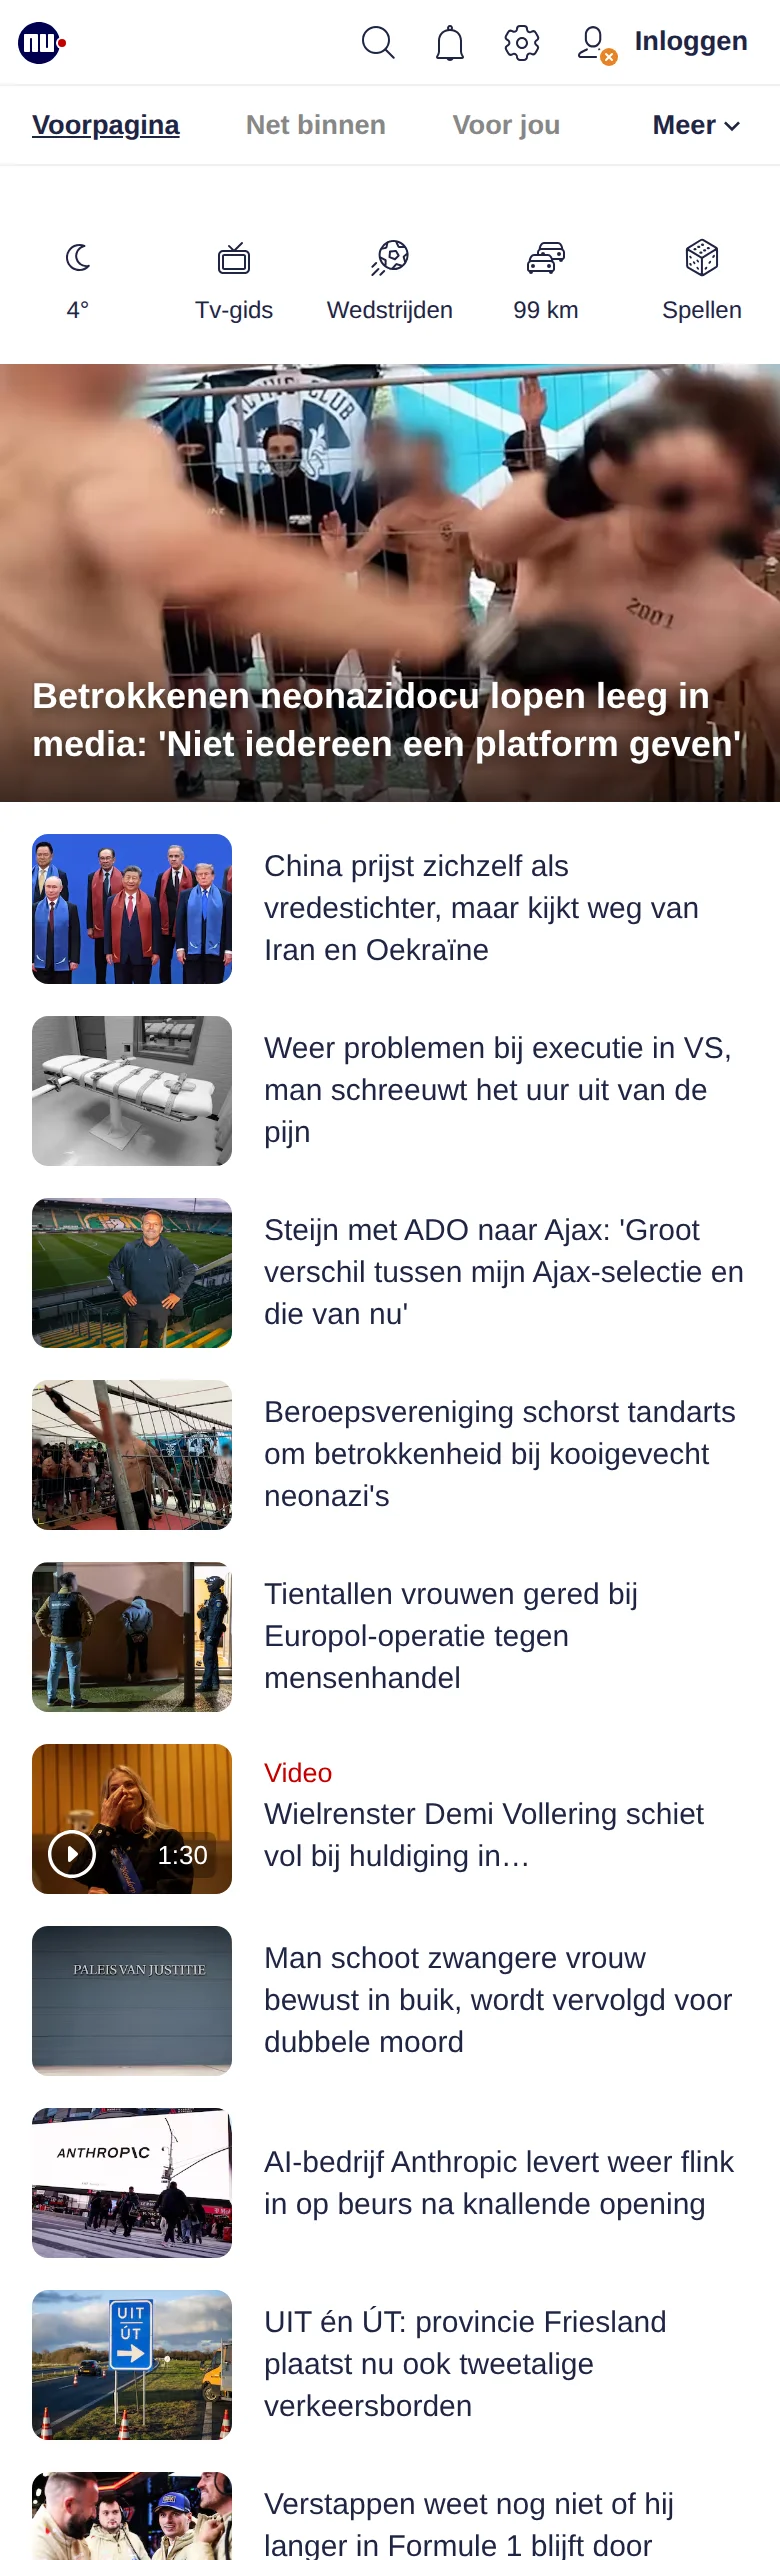 nu
Inloggen
Voorpagina
Net binnen
Voor jou
Meer
4°
Tv-gids
Wedstrijden
99 km
Spellen
ACTIVE CLUB
2001
Betrokkenen neonazidocu lopen leeg in
media: 'Niet iedereen een platform geven'
China prijst zichzelf als
vredestichter, maar kijkt weg van
Iran en Oekraïne
Weer problemen bij executie in VS,
man schreeuwt het uur uit van de
pijn
Steijn met ADO naar Ajax: 'Groot
verschil tussen mijn Ajax-selectie en
die van nu'
Beroepsvereniging schorst tandarts
om betrokkenheid bij kooigevecht
neonazi's
Tientallen vrouwen gered bij
Europol-operatie tegen
mensenhandel
Video
Wielrenster Demi Vollering schiet
vol bij huldiging in…
1:30
PALEIS VAN JUSTITIE
Man schoot zwangere vrouw
bewust in buik, wordt vervolgd voor
dubbele moord
ANTHROP\C
AI-bedrijf Anthropic levert weer flink
in op beurs na knallende opening
UIT
ÚT
UIT én ÚT: provincie Friesland
plaatst nu ook tweetalige
verkeersborden
Verstappen weet nog niet of hij
langer in Formule 1 blijft door